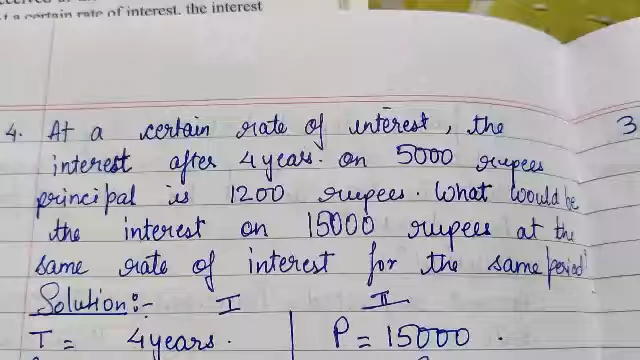 a certain rate of interest, the interest
4. At a certain rate of interest, the 3
interest after 4 years. on 5000 rupees
principal is 1200 rupees. What would be
the interest on 15000 rupees at the
same rate of interest for the same period
Solution:- I II
T = 4 years. P = 15000.